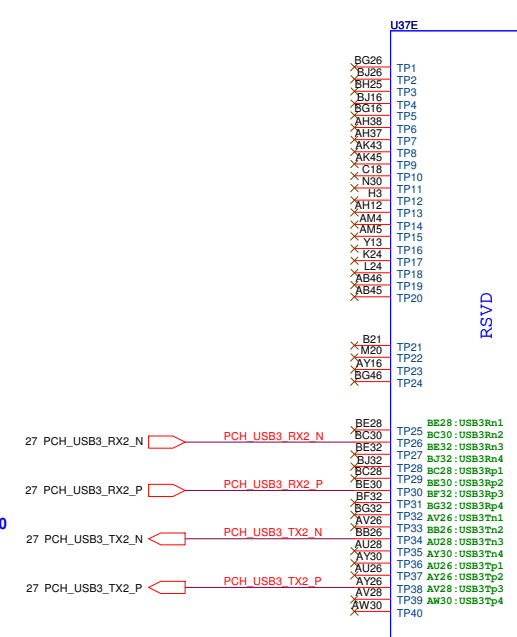 U37E
BG26 TP1
BJ26 TP2
BH25 TP3
BJ16 TP4
BG16 TP5
AH38 TP6
AH37 TP7
AK43 TP8
AK45 TP9
C18 TP10
N30 TP11
H3 TP12
AH12 TP13
AM4 TP14
AM5 TP15
Y13 TP16
K24 TP17
L24 TP18
AB46 TP19
AB45 TP20
RSVD
B21 TP21
M20 TP22
AY16 TP23
BG46 TP24
BE28 TP25 BE28:USB3Rn1
27 PCH_USB3_RX2_N PCH_USB3_RX2_N BC30 TP26 BC30:USB3Rn2
BE32 TP27 BE32:USB3Rn3
BJ32 TP28 BJ32:USB3Rn4
BC28 TP29 BC28:USB3Rp1
27 PCH_USB3_RX2_P PCH_USB3_RX2_P BE30 TP30 BE30:USB3Rp2
BF32 TP31 BF32:USB3Rp3
BG32 TP32 BG32:USB3Rp4
AV26 TP33 AV26:USB3Tn1
27 PCH_USB3_TX2_N PCH_USB3_TX2_N BB26 TP34 BB26:USB3Tn2
AU28 TP35 AU28:USB3Tn3
AY30 TP36 AY30:USB3Tn4
AU26 TP37 AU26:USB3Tp1
27 PCH_USB3_TX2_P PCH_USB3_TX2_P AY26 TP38 AY26:USB3Tp2
AV28 TP39 AV28:USB3Tp3
AW30 TP40 AW30:USB3Tp4